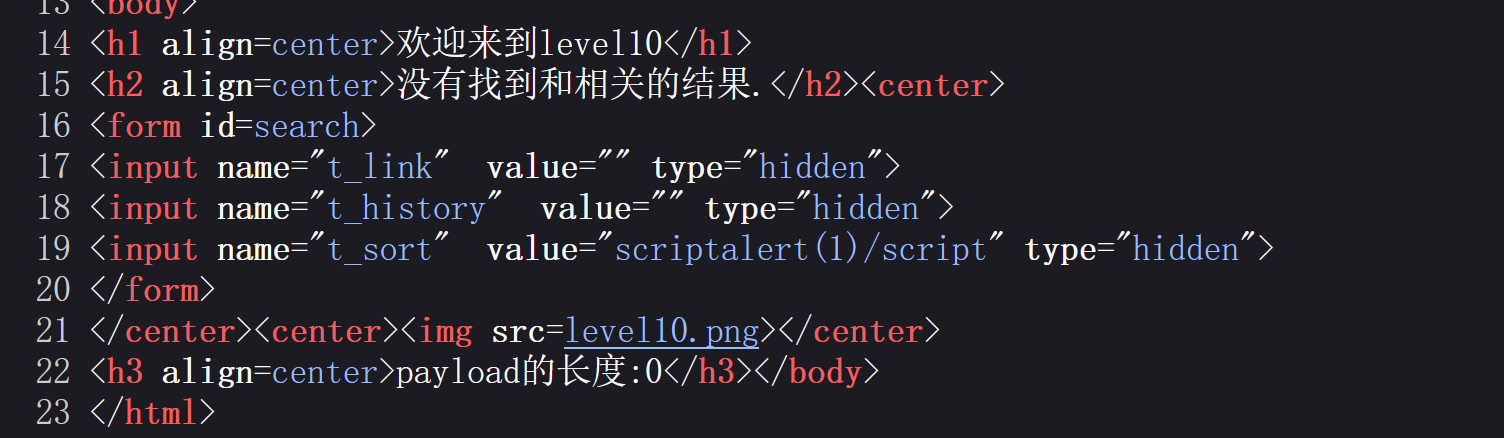 13 <body>
14 <h1 align=center>欢迎来到level10</h1>
15 <h2 align=center>没有找到和相关的结果.</h2><center>
16 <form id=search>
17 <input name="t_link"  value="" type="hidden">
18 <input name="t_history"  value="" type="hidden">
19 <input name="t_sort"  value="scriptalert(1)/script" type="hidden">
20 </form>
21 </center><center><img src=level10.png></center>
22 <h3 align=center>payload的长度:0</h3></body>
23 </html>